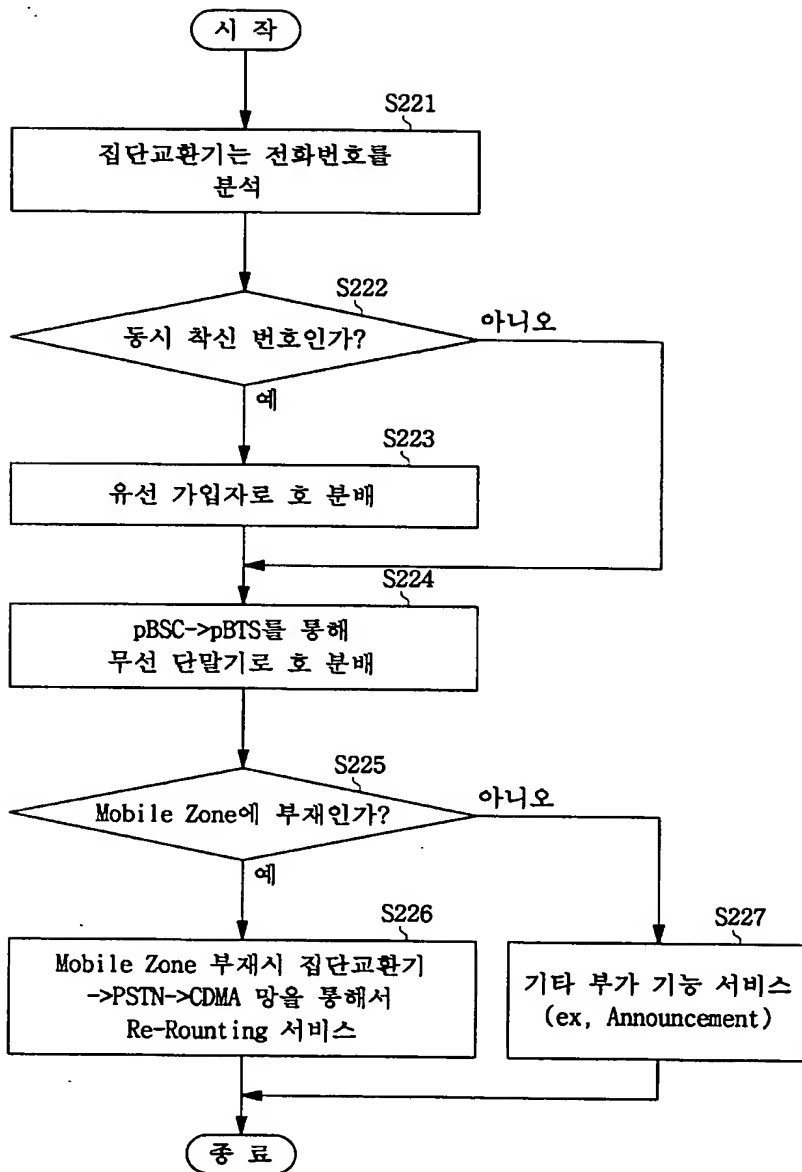 시 작
S221
집단교환기는 전화번호를
분석
S222
동시 착신 번호인가?
아니오
예
S223
유선 가입자로 호 분배
S224
pBSC->pBTS를 통해
무선 단말기로 호 분배
S225
Mobile Zone에 부재인가?
아니오
예
S226
Mobile Zone 부재시 집단교환기
->PSTN->CDMA 망을 통해서
Re-Rounting 서비스
S227
기타 부가 기능 서비스
(ex, Announcement)
종 료